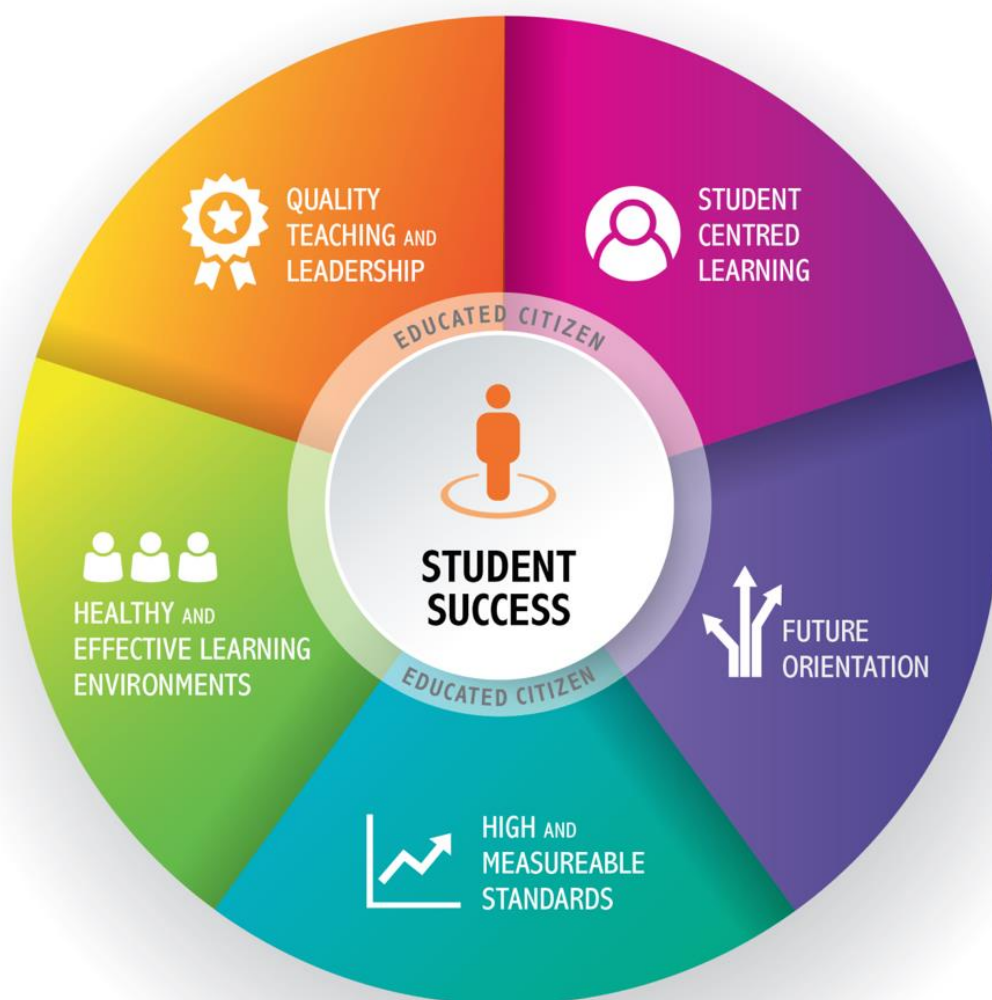 QUALITY
TEACHING AND
LEADERSHIP
STUDENT
CENTRED
LEARNING
EDUCATED CITIZEN
STUDENT
SUCCESS
HEALTHY AND
EFFECTIVE LEARNING
ENVIRONMENTS
FUTURE
ORIENTATION
EDUCATED CITIZEN
HIGH AND
MEASUREABLE
STANDARDS